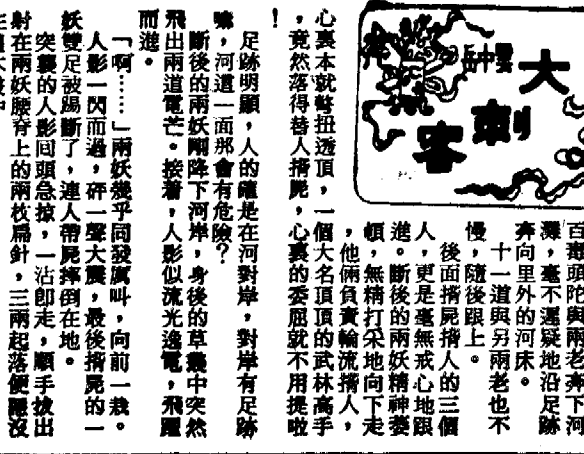 大刺客
雲中岳
百毒頭陀與兩老奔下河
灘，毫不遲疑地沿足跡
奔向里外的河床。
十一道與另兩老也不
慢，隨後跟上。
後面揹屍揹人的三個
人，更是毫無戒心地跟
進。斷後的兩妖精神萎
頓，無精打采地向下走
，他倆負責輪流揹人，
心裏本就彆扭透頂，一個大名頂頂的武林高手
，竟然落得替人揹屍，心裏的委屈就不用提啦
！
足跡明顯，人的確是在河對岸，對岸有足跡
嘛，河這一面那會有危險？
斷後的兩妖剛降下河岸，身後的草叢中突然
飛出兩道電芒。接着，人影似流光逸電，飛躍
而進。
「啊……」兩妖幾乎同發厲叫，向前一栽。
人影一閃而過，砰一聲大震，最後揹屍的一
妖雙足被踢斷了，連人帶屍摔倒在地。
突襲的人影回頭急掠，一沾即走，順手拔出
射在兩妖腰脊上的兩枚扁針，三兩起落便隱沒